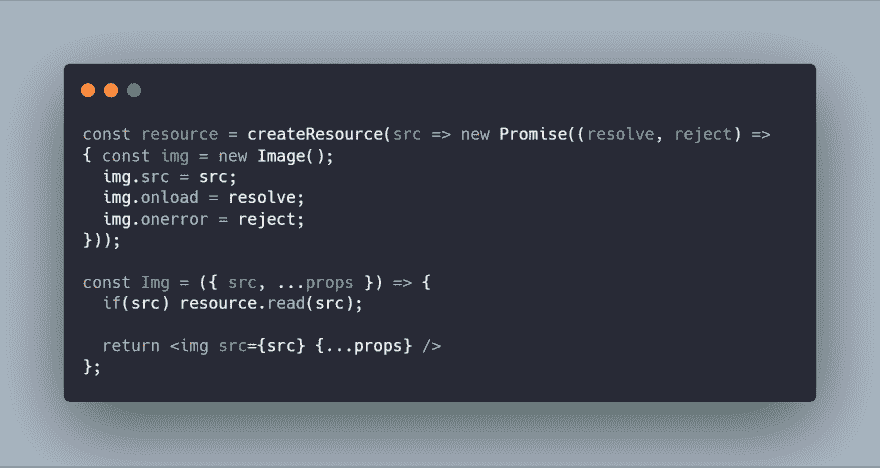 const resource = createResource(src => new Promise((resolve, reject) =>
{ const img = new Image();
  img.src = src;
  img.onload = resolve;
  img.onerror = reject;
}));

const Img = ({ src, ...props }) => {
  if(src) resource.read(src);

  return <img src={src} {...props} />
};